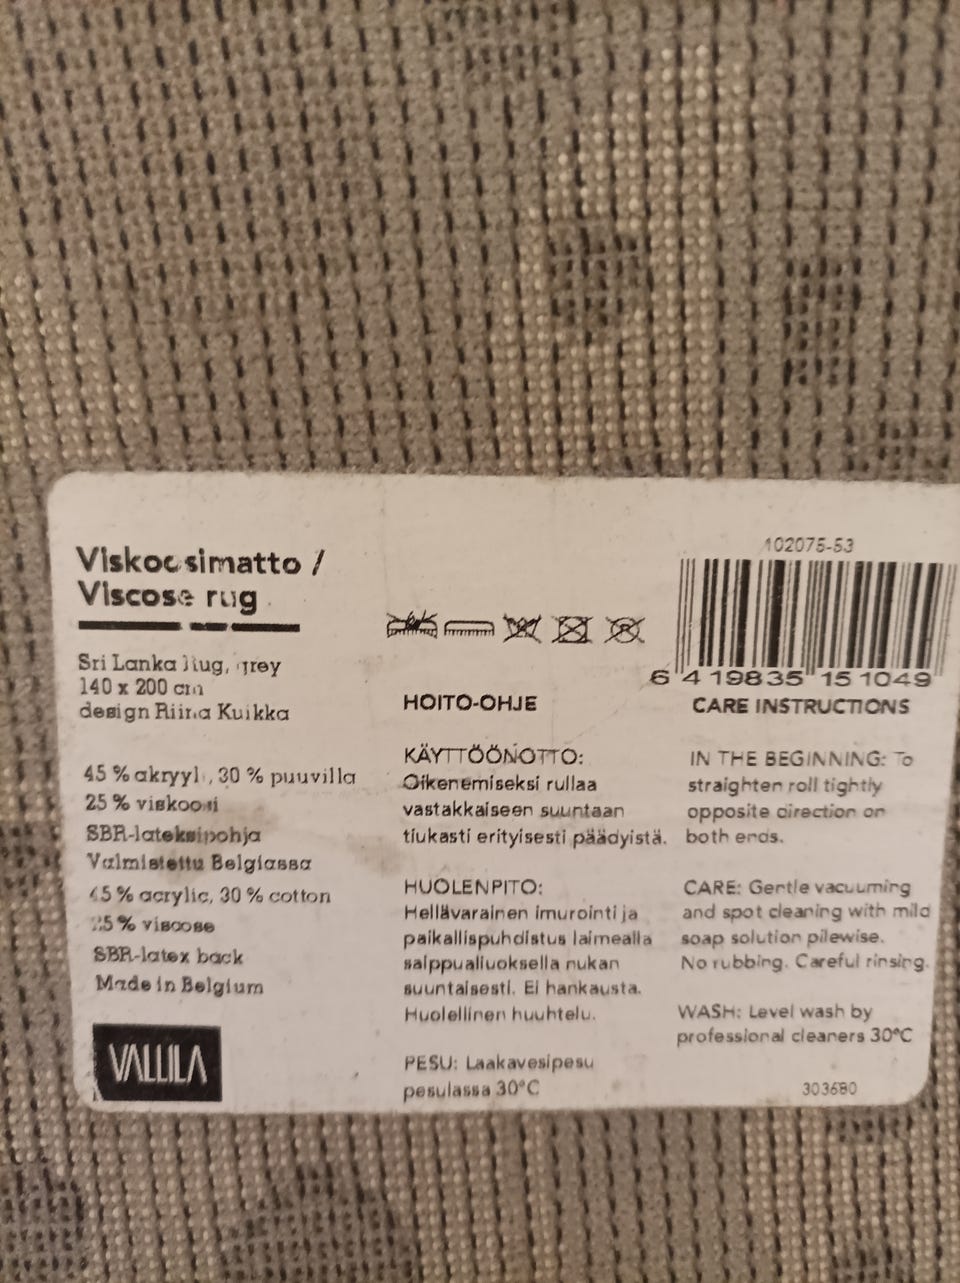 Viskoosimatto /
Viscose rug
Sri Lanka Rug, grey
140 x 200 cm
design Riina Kuikka
45 % akryyli, 30 % puuvilla
25 % viskoosi
SBR-lateksipohja
Valmistettu Belgiassa
45 % acrylic, 30 % cotton
25 % viscose
SBR-latex back
Made in Belgium
VALLILA
HOITO-OHJE
KÄYTTÖÖNOTTO:
Oikenemiseksi rullaa
vastakkaiseen suuntaan
tiukasti erityisesti päädyistä.
HUOLENPITO:
Hellävarainen imurointi ja
paikallispuhdistus laimealla
saippualiuoksella nukan
suuntaisesti. Ei hankausta.
Huolellinen huuhtelu.
PESU: Laakavesipesu
pesulassa 30°C
102075-53
6 419835 151049
CARE INSTRUCTIONS
IN THE BEGINNING: To
straighten roll tightly
opposite direction on
both ends.
CARE: Gentle vacuuming
and spot cleaning with mild
soap solution pilewise.
No rubbing. Careful rinsing.
WASH: Level wash by
professional cleaners 30°C
303680